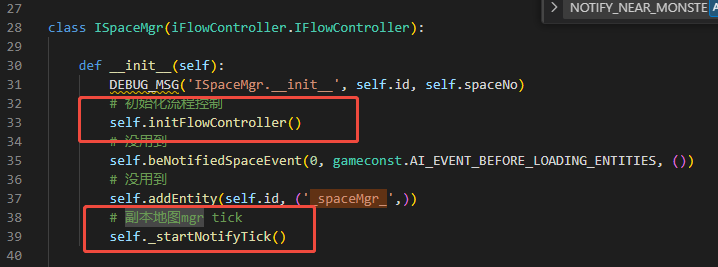 27
NOTIFY_NEAR_MONSTE
28 class ISpaceMgr(iFlowController.IFlowController):
29
30 def __init__(self):
31 DEBUG_MSG('ISpaceMgr.__init__', self.id, self.spaceNo)
32 # 初始化流程控制
33 self.initFlowController()
34 # 没用到
35 self.beNotifiedSpaceEvent(0, gameconst.AI_EVENT_BEFORE_LOADING_ENTITIES, ())
36 # 没用到
37 self.addEntity(self.id, ('_spaceMgr_',))
38 # 副本地图mgr tick
39 self._startNotifyTick()
40